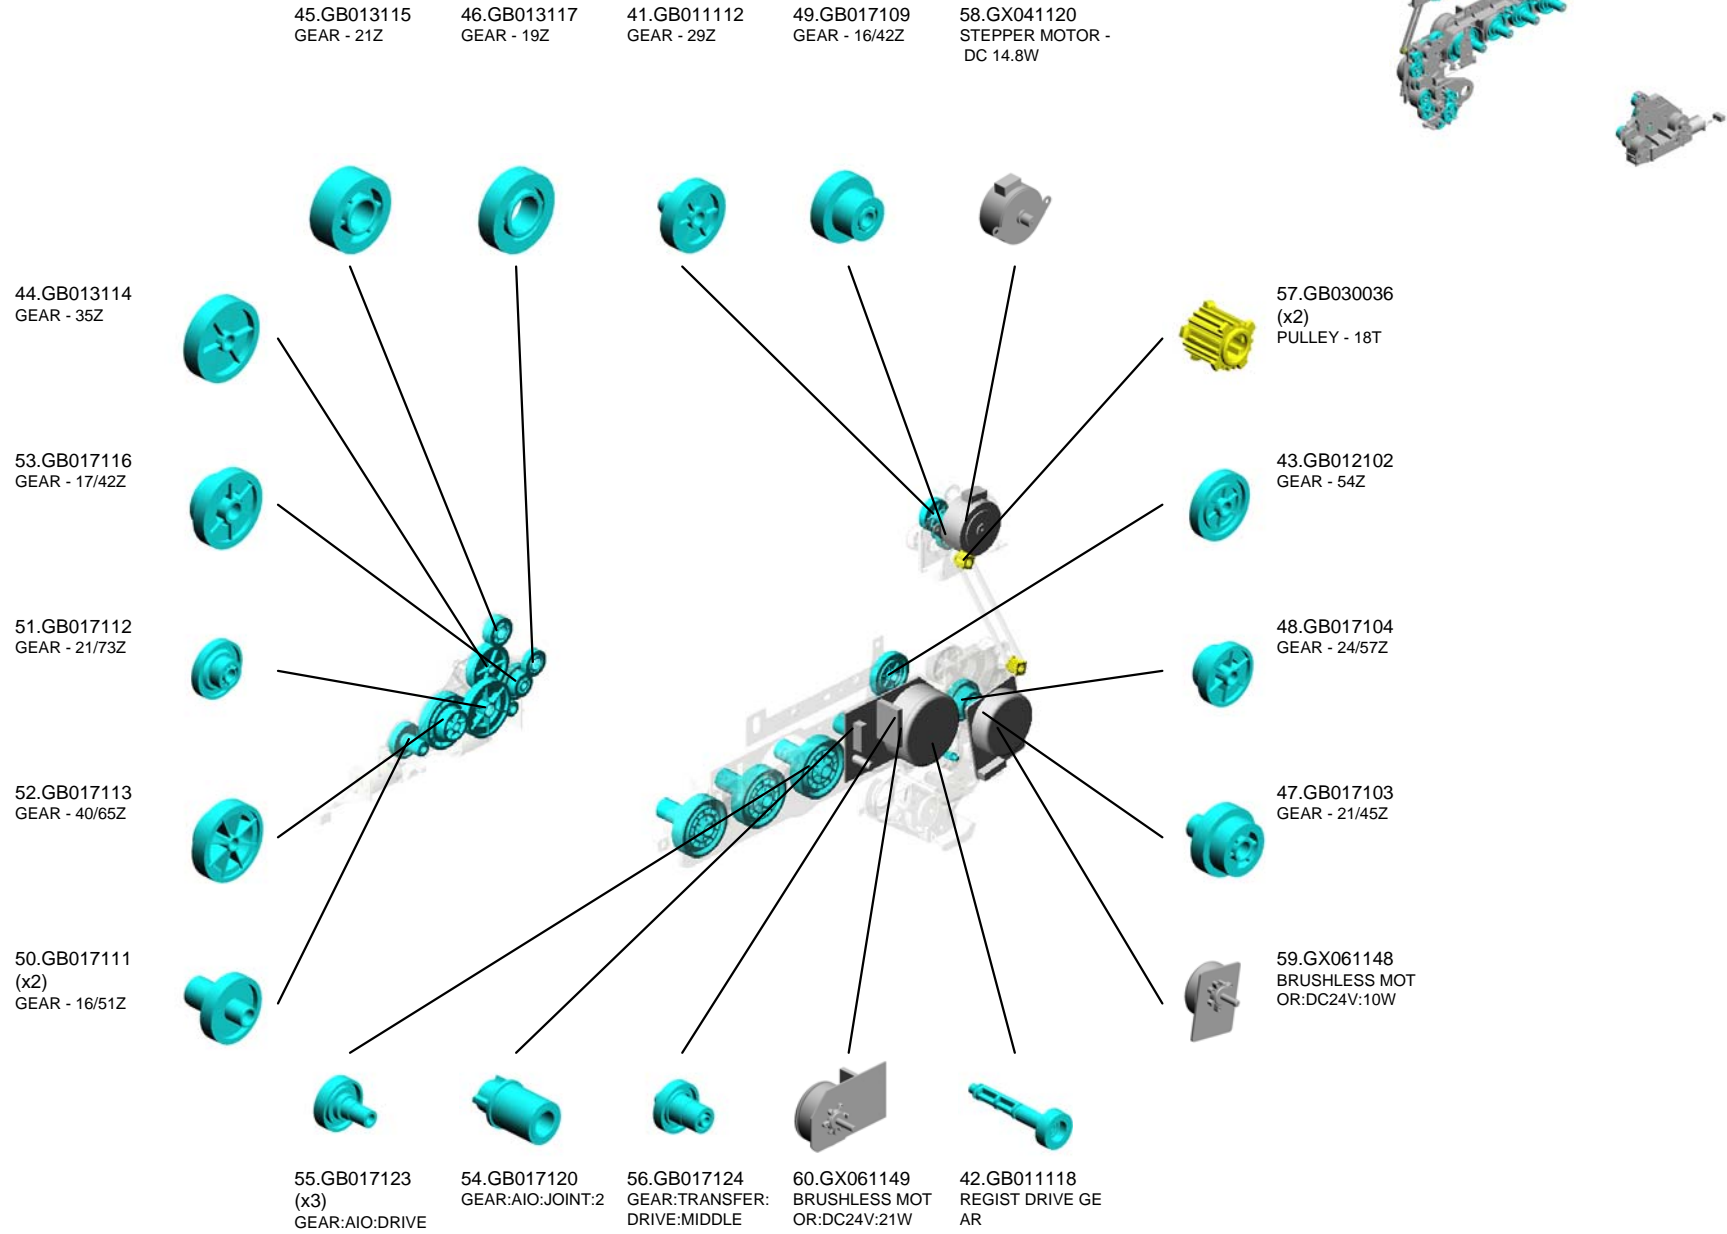 45.GB013115
GEAR - 21Z
46.GB013117
GEAR - 19Z
41.GB011112
GEAR - 29Z
49.GB017109
GEAR - 16/42Z
58.GX041120
STEPPER MOTOR -
DC 14.8W
44.GB013114
GEAR - 35Z
53.GB017116
GEAR - 17/42Z
51.GB017112
GEAR - 21/73Z
52.GB017113
GEAR - 40/65Z
50.GB017111
(x2)
GEAR - 16/51Z
57.GB030036
(x2)
PULLEY - 18T
43.GB012102
GEAR - 54Z
48.GB017104
GEAR - 24/57Z
47.GB017103
GEAR - 21/45Z
59.GX061148
BRUSHLESS MOT
OR:DC24V:10W
55.GB017123
(x3)
GEAR:AIO:DRIVE
54.GB017120
GEAR:AIO:JOINT:2
56.GB017124
GEAR:TRANSFER:
DRIVE:MIDDLE
60.GX061149
BRUSHLESS MOT
OR:DC24V:21W
42.GB011118
REGIST DRIVE GE
AR